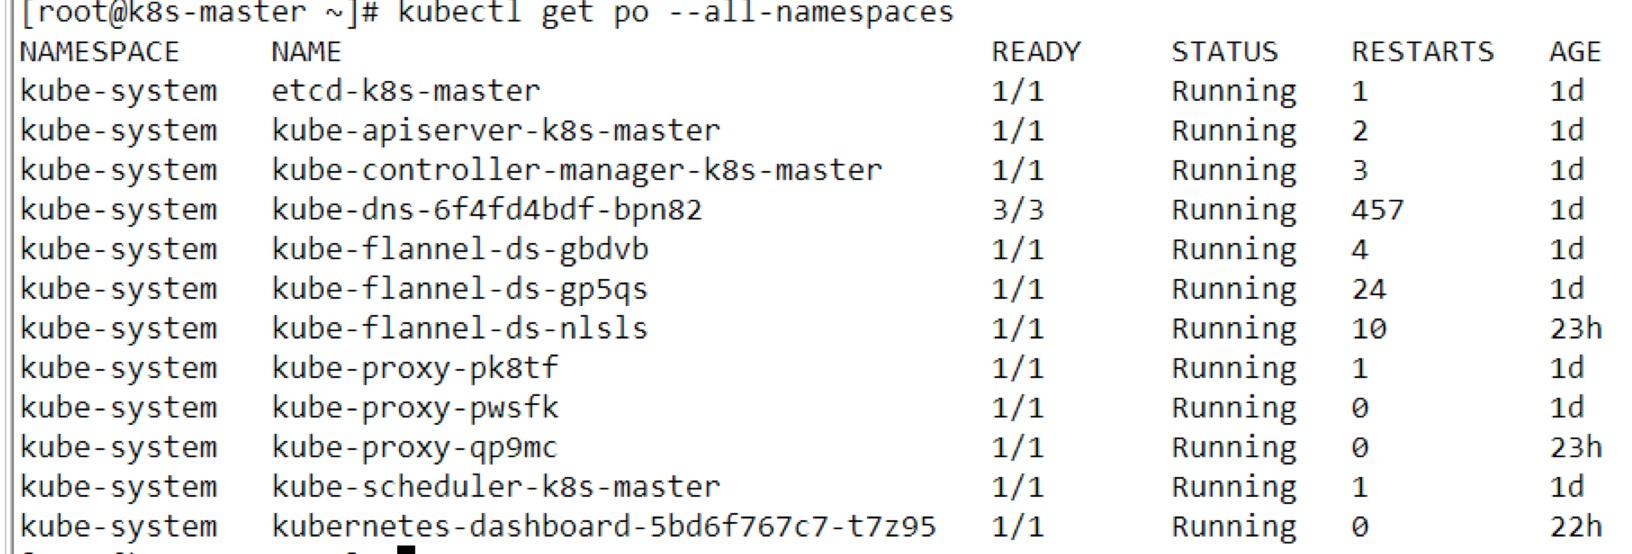 [root@k8s-master ~]# kubectl get po --all-namespaces
NAMESPACE     NAME                                    READY     STATUS    RESTARTS   AGE
kube-system   etcd-k8s-master                         1/1       Running   1          1d
kube-system   kube-apiserver-k8s-master               1/1       Running   2          1d
kube-system   kube-controller-manager-k8s-master      1/1       Running   3          1d
kube-system   kube-dns-6f4fd4bdf-bpn82                3/3       Running   457        1d
kube-system   kube-flannel-ds-gbdvb                   1/1       Running   4          1d
kube-system   kube-flannel-ds-gp5qs                   1/1       Running   24         1d
kube-system   kube-flannel-ds-nlsls                   1/1       Running   10         23h
kube-system   kube-proxy-pk8tf                        1/1       Running   1          1d
kube-system   kube-proxy-pwsfk                        1/1       Running   0          1d
kube-system   kube-proxy-qp9mc                        1/1       Running   0          23h
kube-system   kube-scheduler-k8s-master               1/1       Running   1          1d
kube-system   kubernetes-dashboard-5bd6f767c7-t7z95   1/1       Running   0          22h